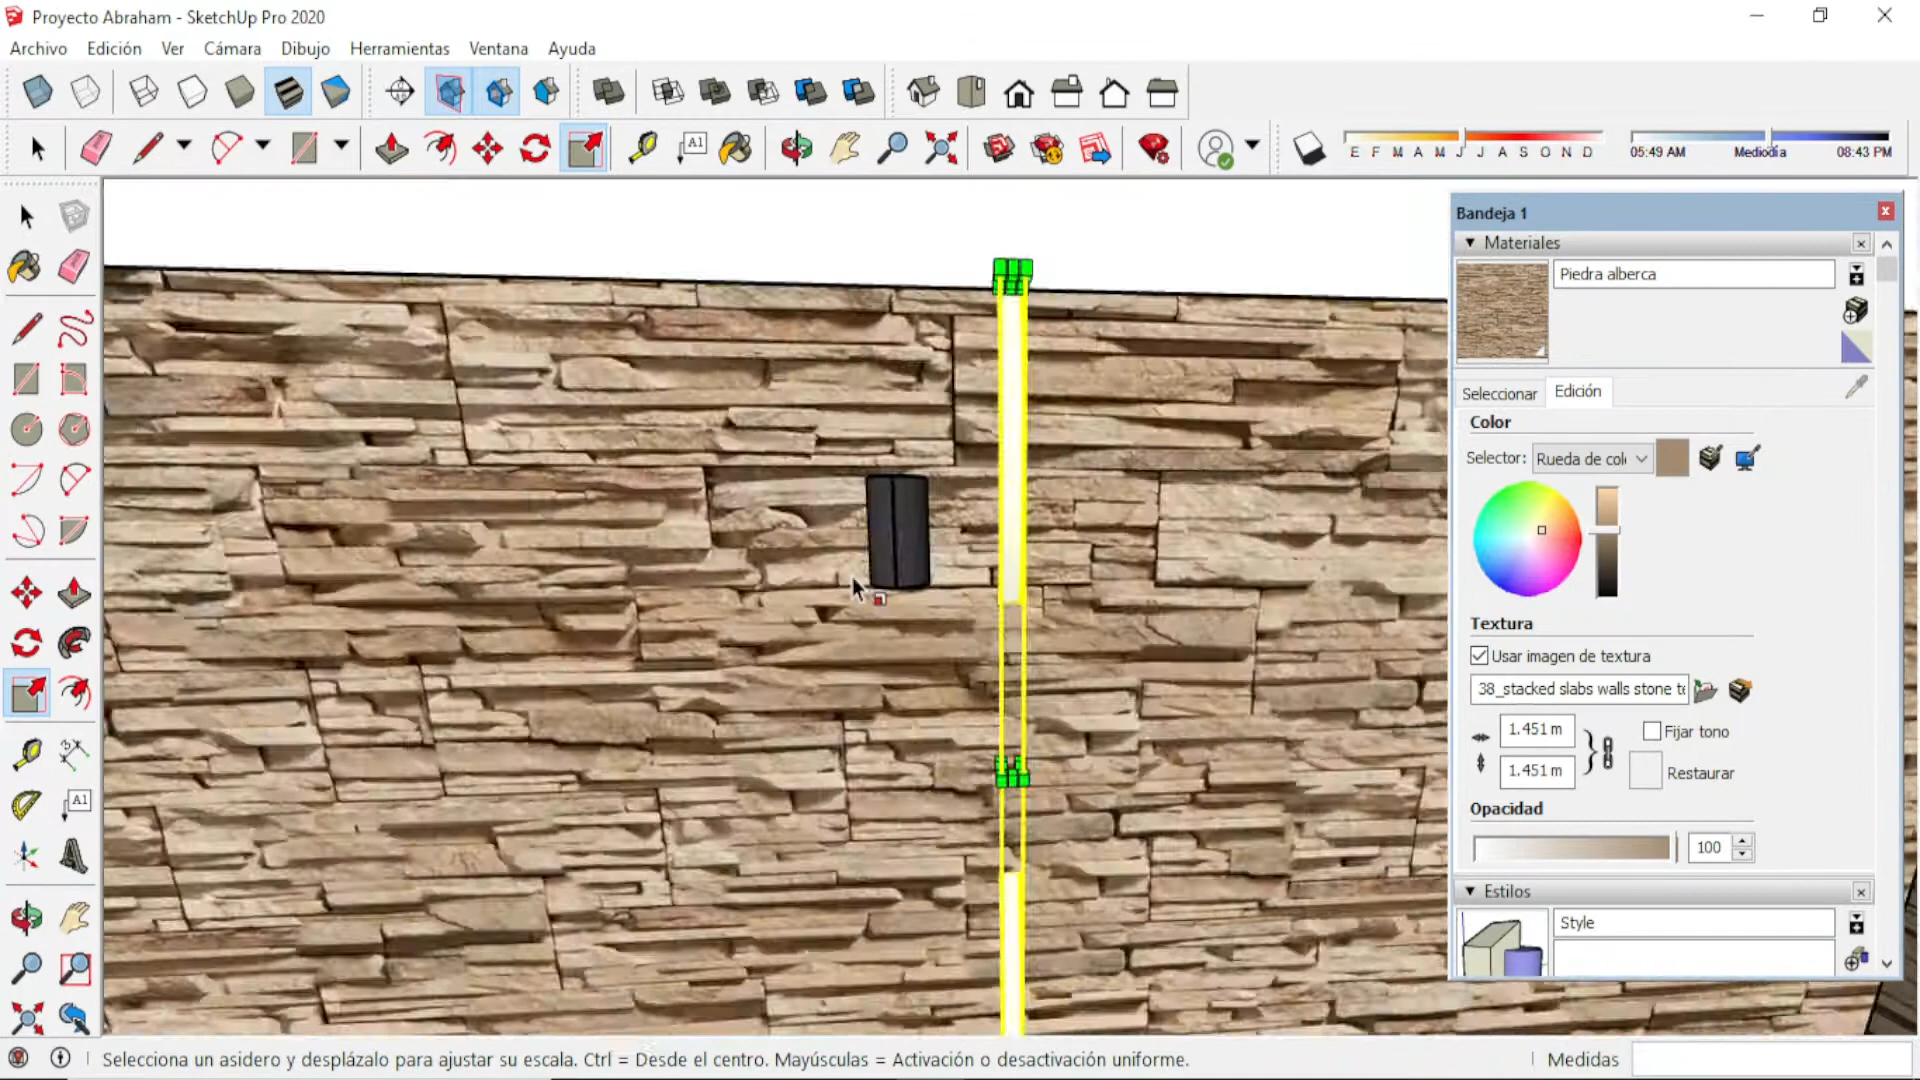 Proyecto Abraham - SketchUp Pro 2020
Archivo Edición Ver Cámara Dibujo Herramientas Ventana Ayuda
A1
E F M A M J J A S O N D
05:49 AM Mediodía 08:43 PM
Bandeja 1
Materiales
Piedra alberca
Seleccionar Edición
Color
Selector: Rueda de col
Textura
Usar imagen de textura
38_stacked slabs walls stone te
1.451 m Fijar tono
1.451 m Restaurar
Opacidad
100
A1
Estilos
Style
Selecciona un asidero y desplázalo para ajustar su escala. Ctrl = Desde el centro. Mayúsculas = Activación o desactivación uniforme. Medidas